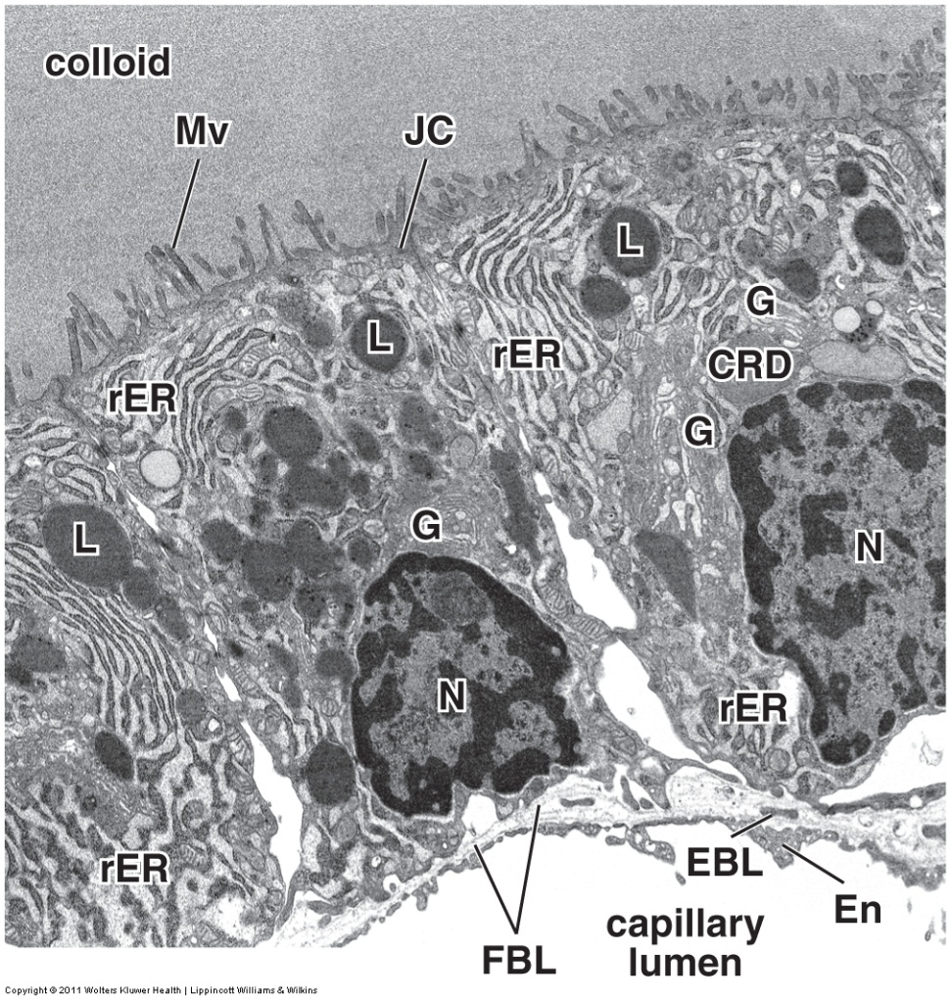 colloid
Mv
JC
L
G
L
rER
CRD
rER
G
L
G
N
N
rER
rER
EBL
En
FBL
capillary
lumen
Copyright © 2011 Wolters Kluwer Health | Lippincott Williams & Wilkins